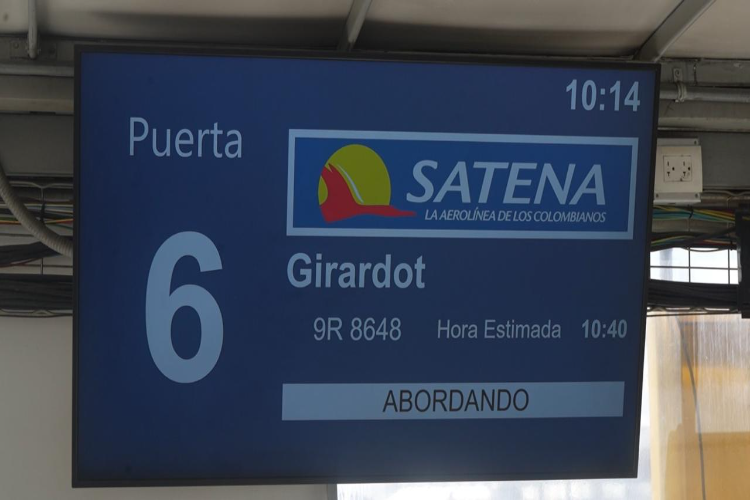 10:14
Puerta
6
SATENA
LA AEROLÍNEA DE LOS COLOMBIANOS
Girardot
9R 8648 Hora Estimada 10:40
ABORDANDO